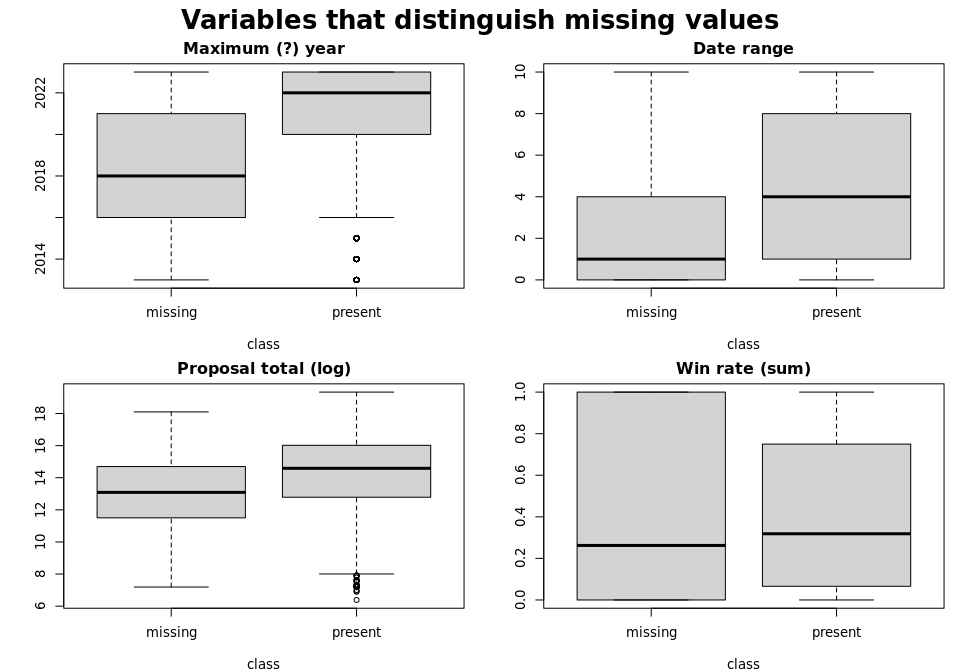 Variables that distinguish missing values
Maximum (?) year
2022
2018
2014
missing present
class
Date range
10
8
6
4
2
0
missing present
class
Proposal total (log)
18
16
14
12
10
8
6
missing present
class
Win rate (sum)
1.0
0.8
0.6
0.4
0.2
0.0
missing present
class